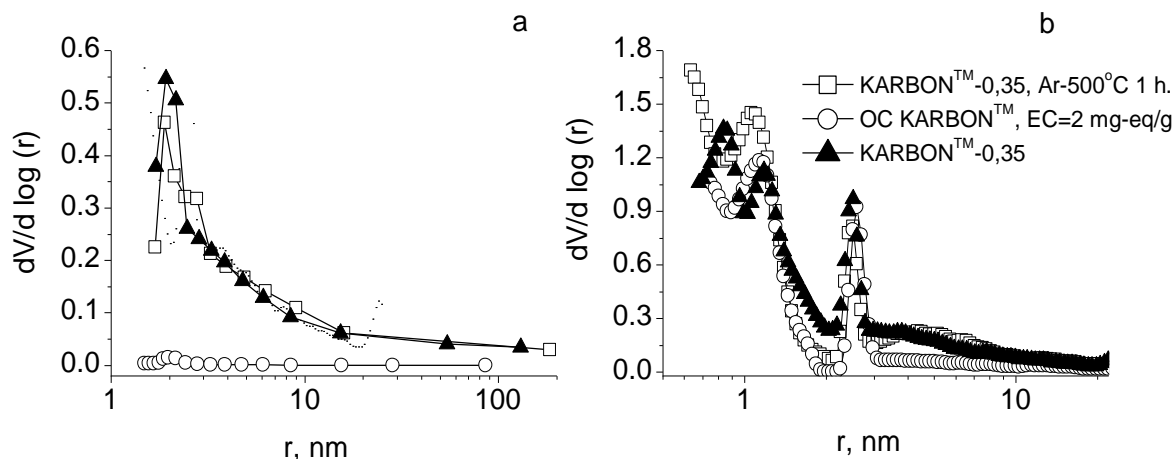 a
0.6
0.5
0.4
0.3
0.2
0.1
0.0
dV/d log (r)
1
10
100
r, nm
b
1.8
1.5
1.2
0.9
0.6
0.3
0.0
dV/d log (r)
KARBON™-0,35, Ar-500°C 1 h.
OC KARBON™, EC=2 mg-eq/g
KARBON™-0,35
1
10
r, nm